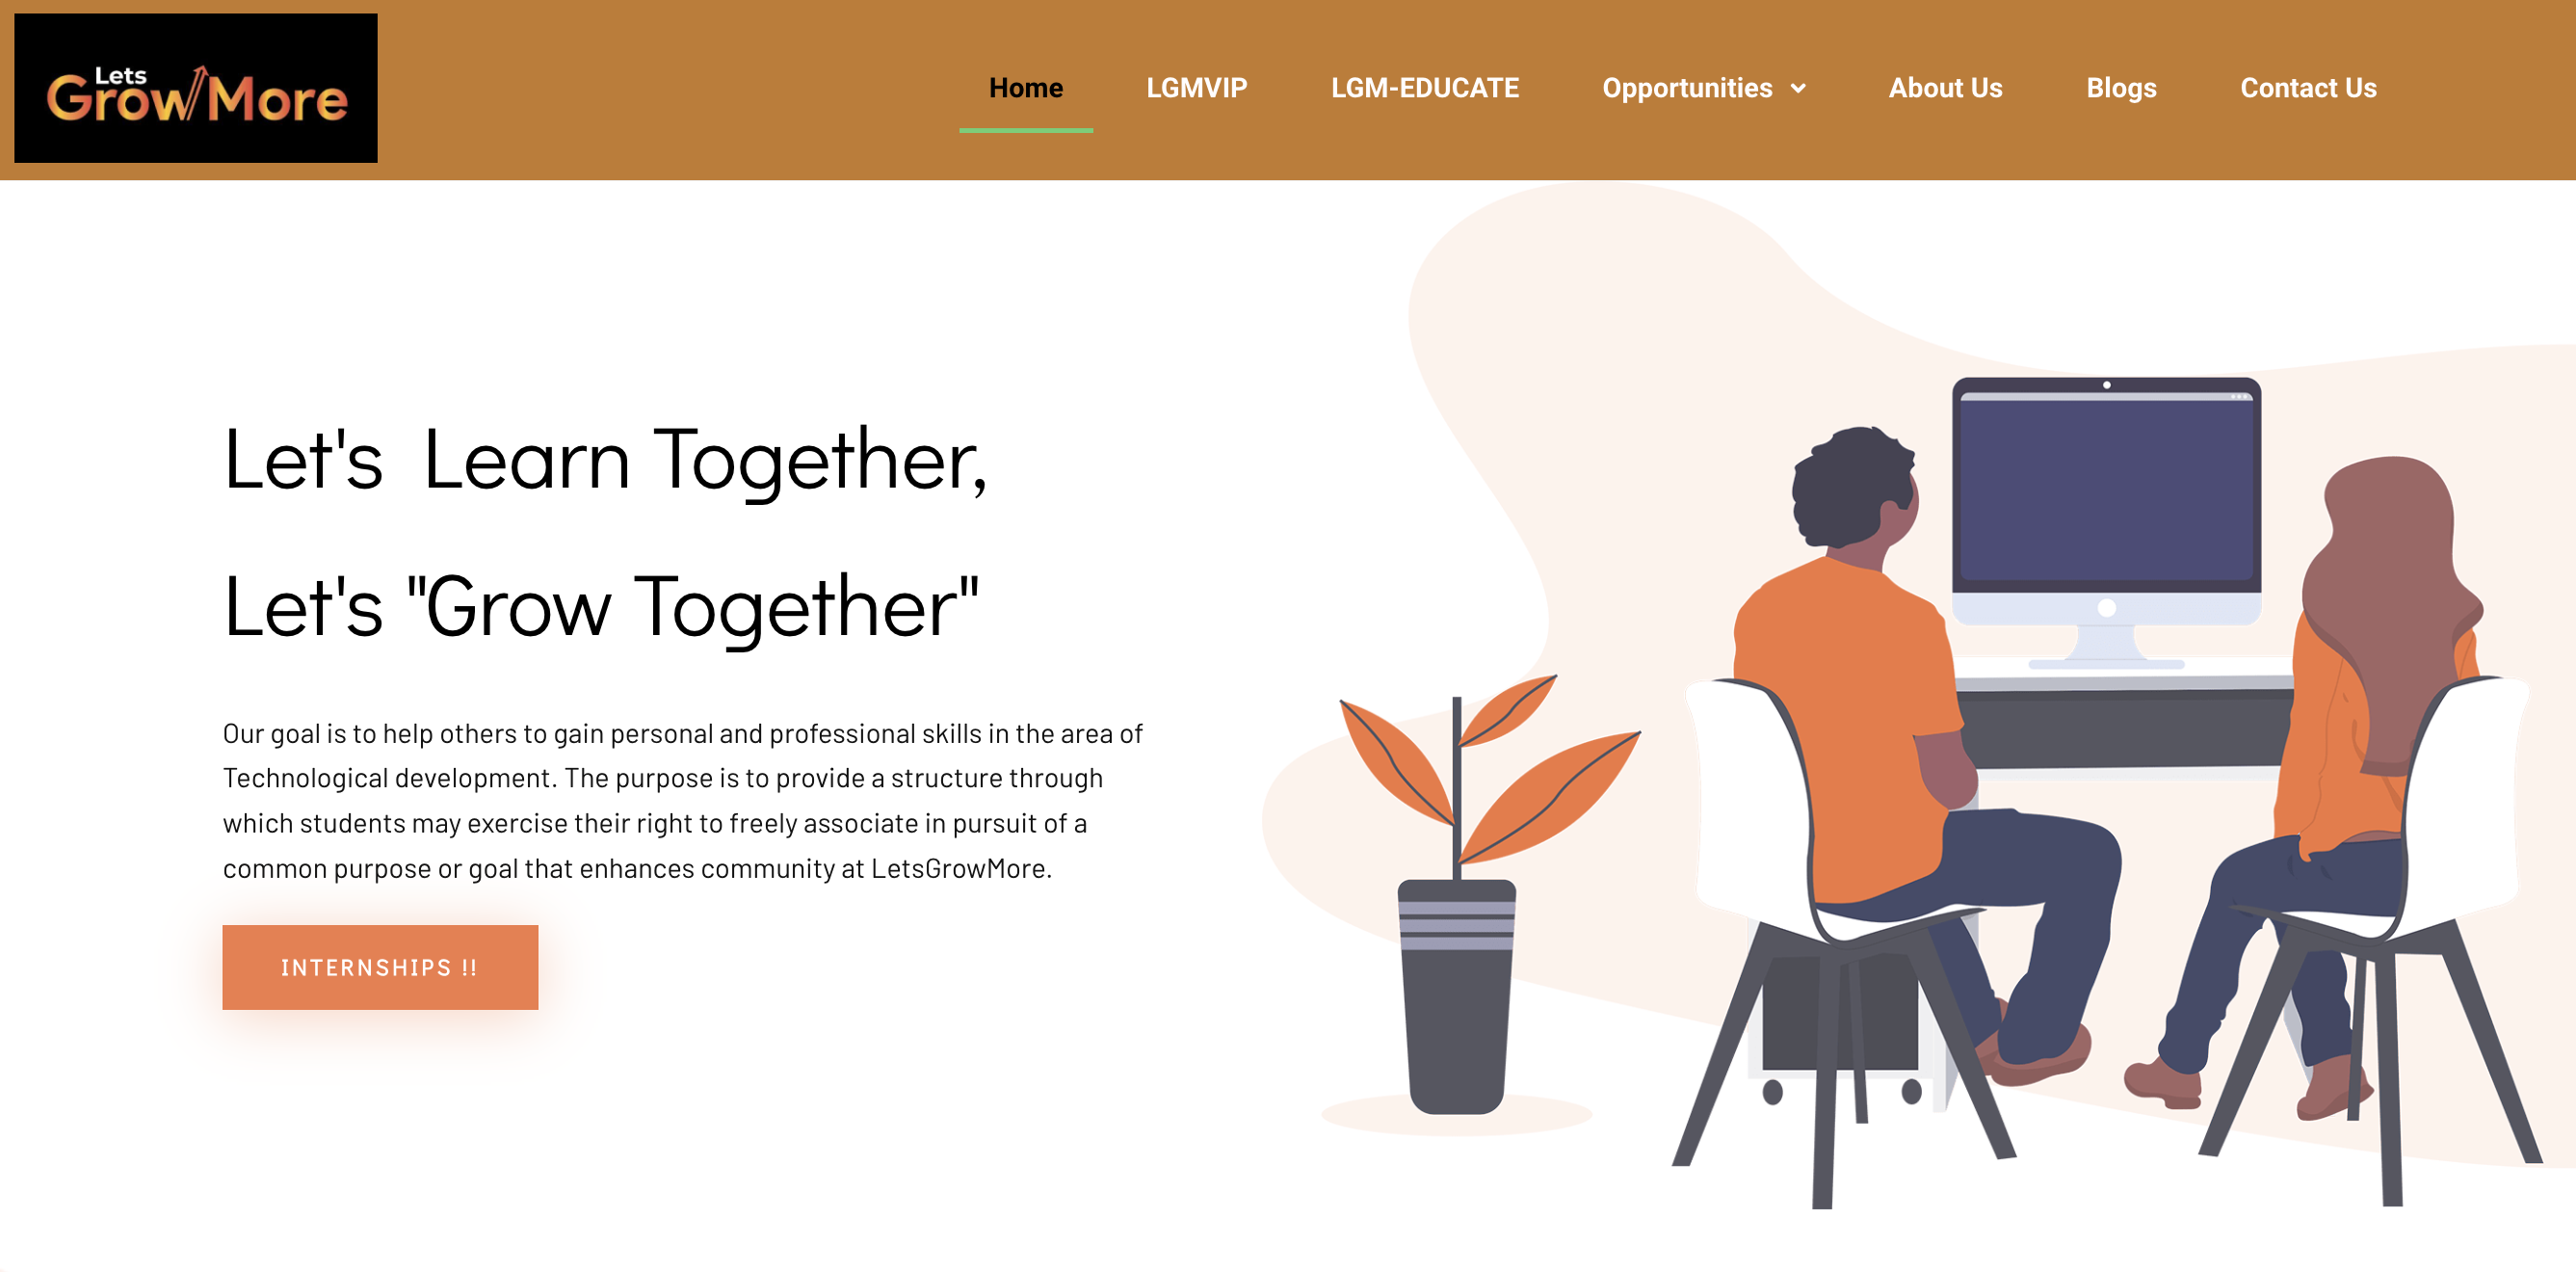 Lets
GrowMore
Home LGMVIP LGM-EDUCATE Opportunities About Us Blogs Contact Us
Let's Learn Together,
Let's "Grow Together"
Our goal is to help others to gain personal and professional skills in the area of
Technological development. The purpose is to provide a structure through
which students may exercise their right to freely associate in pursuit of a
common purpose or goal that enhances community at LetsGrowMore.
INTERNSHIPS !!